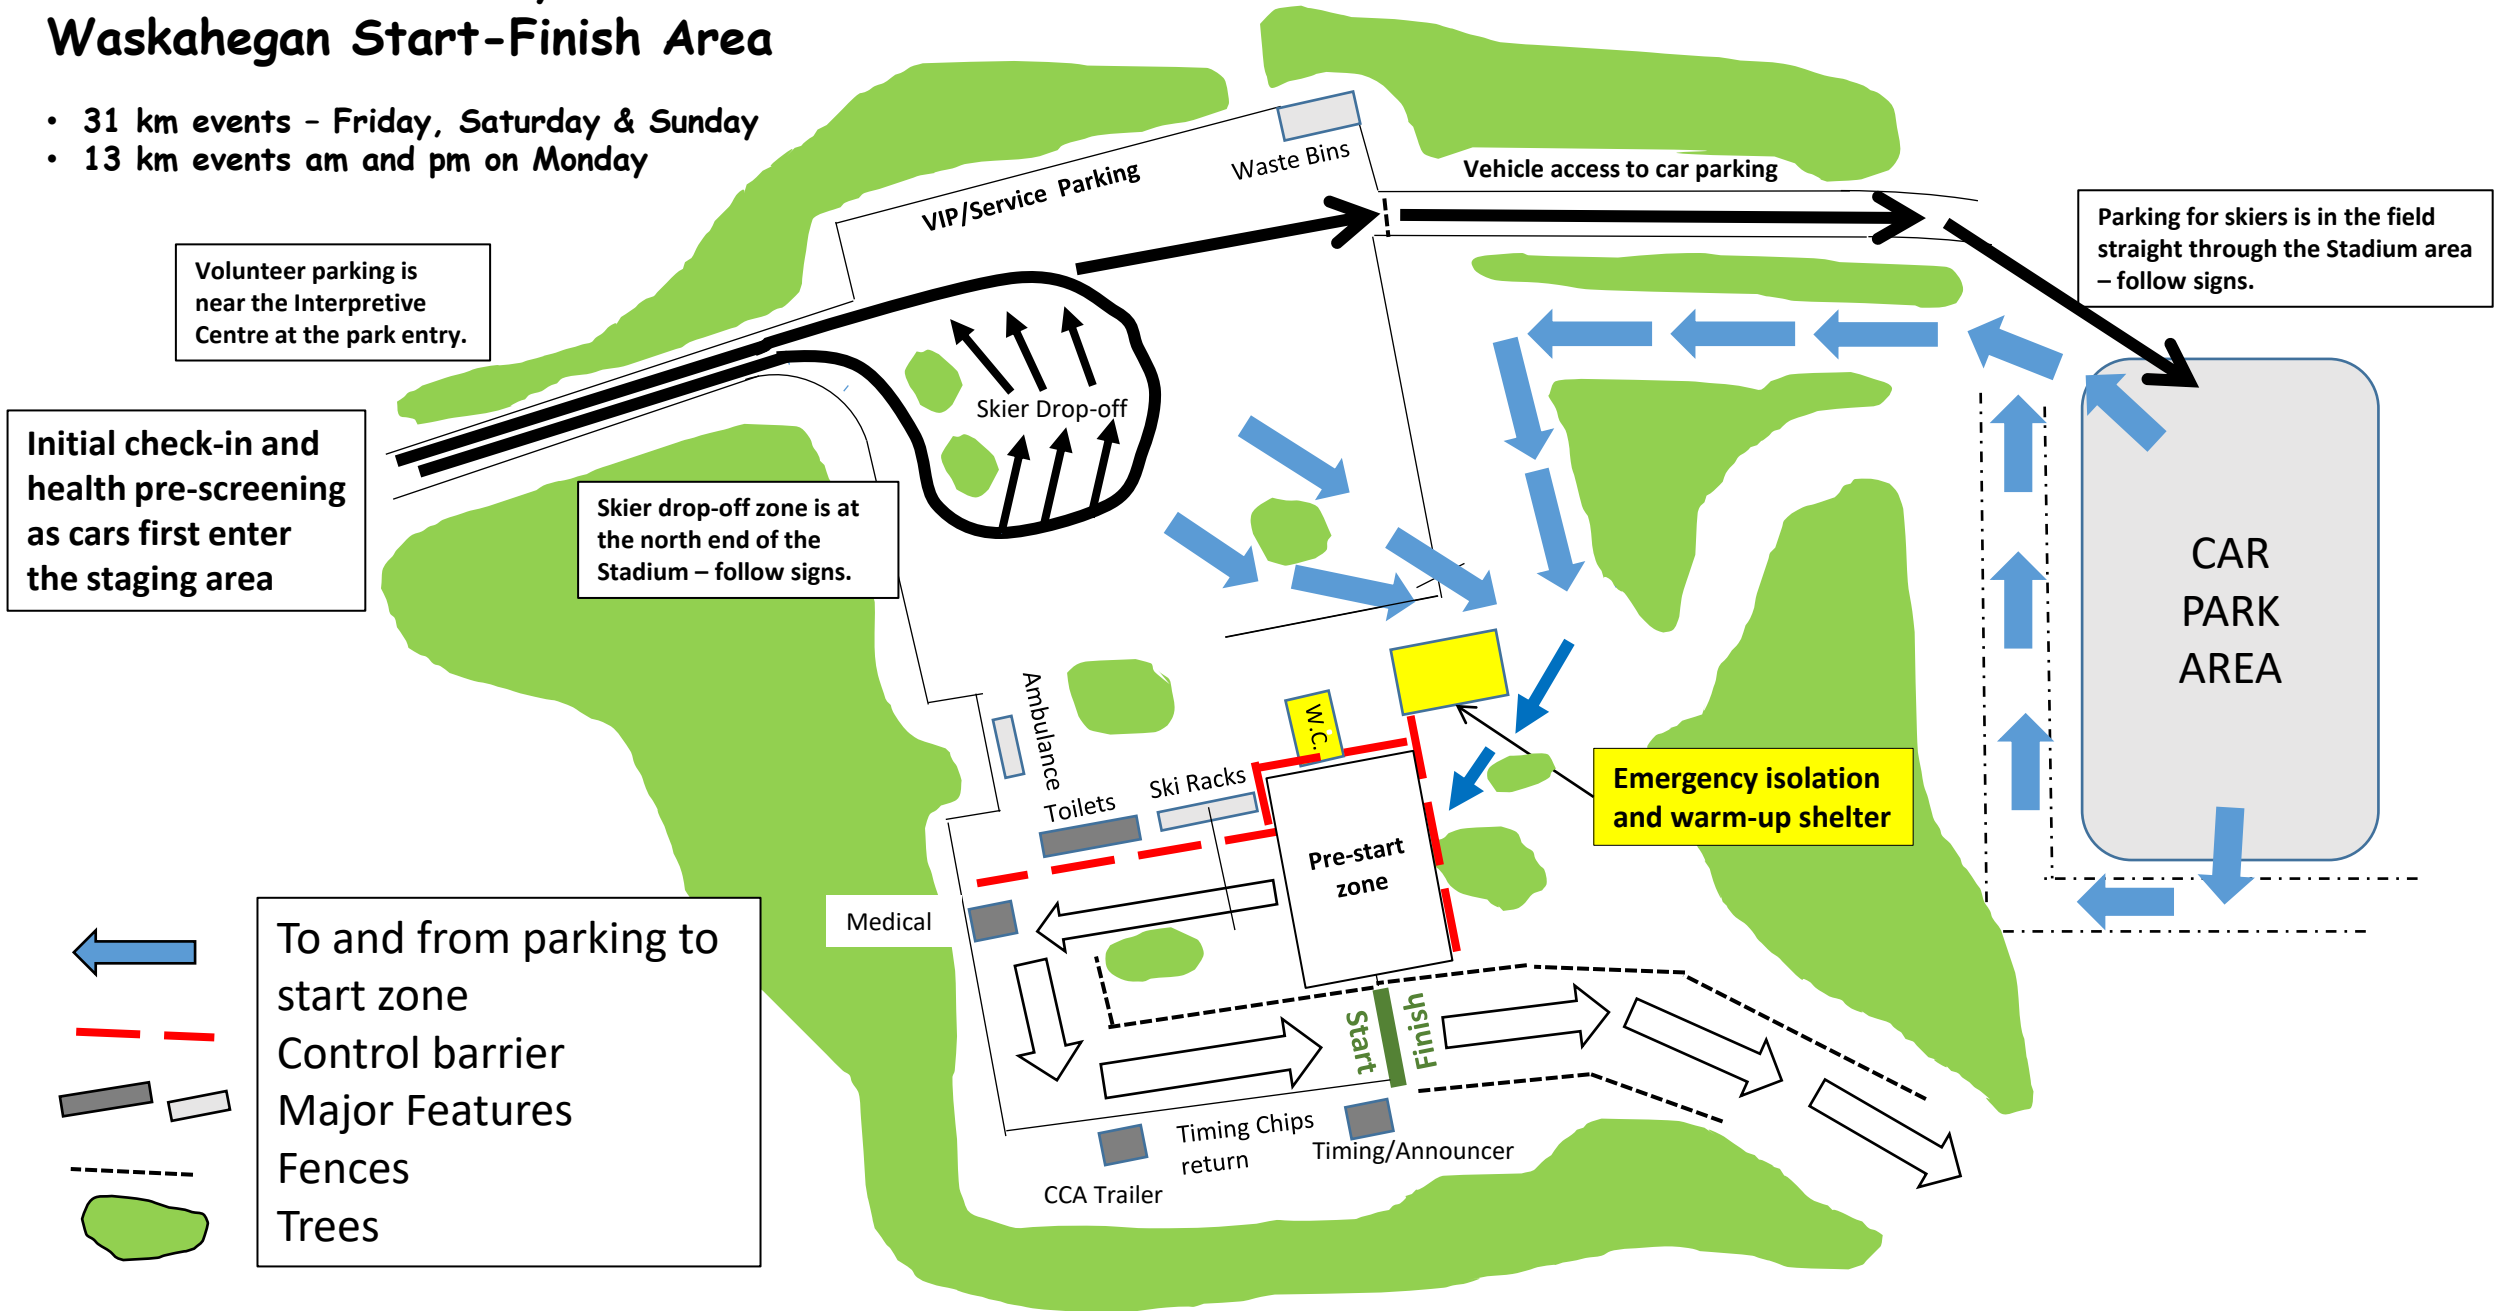 Waskahegan Start-Finish Area
• 31 km events – Friday, Saturday & Sunday
• 13 km events am and pm on Monday
Waste Bins
VIP/Service Parking
Vehicle access to car parking
Parking for skiers is in the field
straight through the Stadium area
– follow signs.
Volunteer parking is
near the Interpretive
Centre at the park entry.
Initial check-in and
health pre-screening
as cars first enter
the staging area
Skier Drop-off
Skier drop-off zone is at
the north end of the
Stadium – follow signs.
CAR
PARK
AREA
Ambulance
W.C.
Toilets
Ski Racks
Emergency isolation
and warm-up shelter
Pre-start
zone
Medical
Start
Finish
Timing Chips
return
Timing/Announcer
CCA Trailer
To and from parking to
start zone
Control barrier
Major Features
Fences
Trees